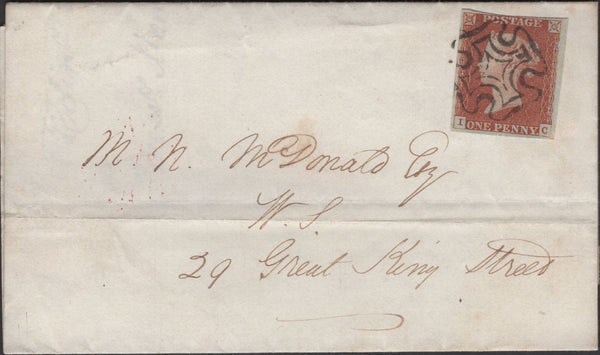 POSTAGE
I ONE PENNY C
M. N. McDonald Esq
W. S.
29 Great King Street